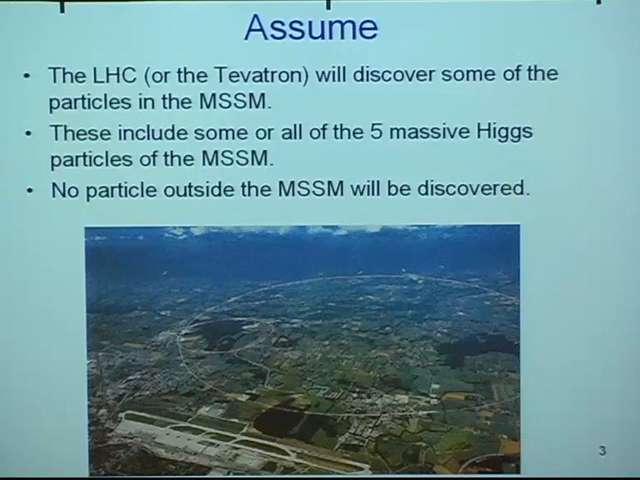 Assume
• The LHC (or the Tevatron) will discover some of the
particles in the MSSM.
• These include some or all of the 5 massive Higgs
particles of the MSSM.
• No particle outside the MSSM will be discovered.
3